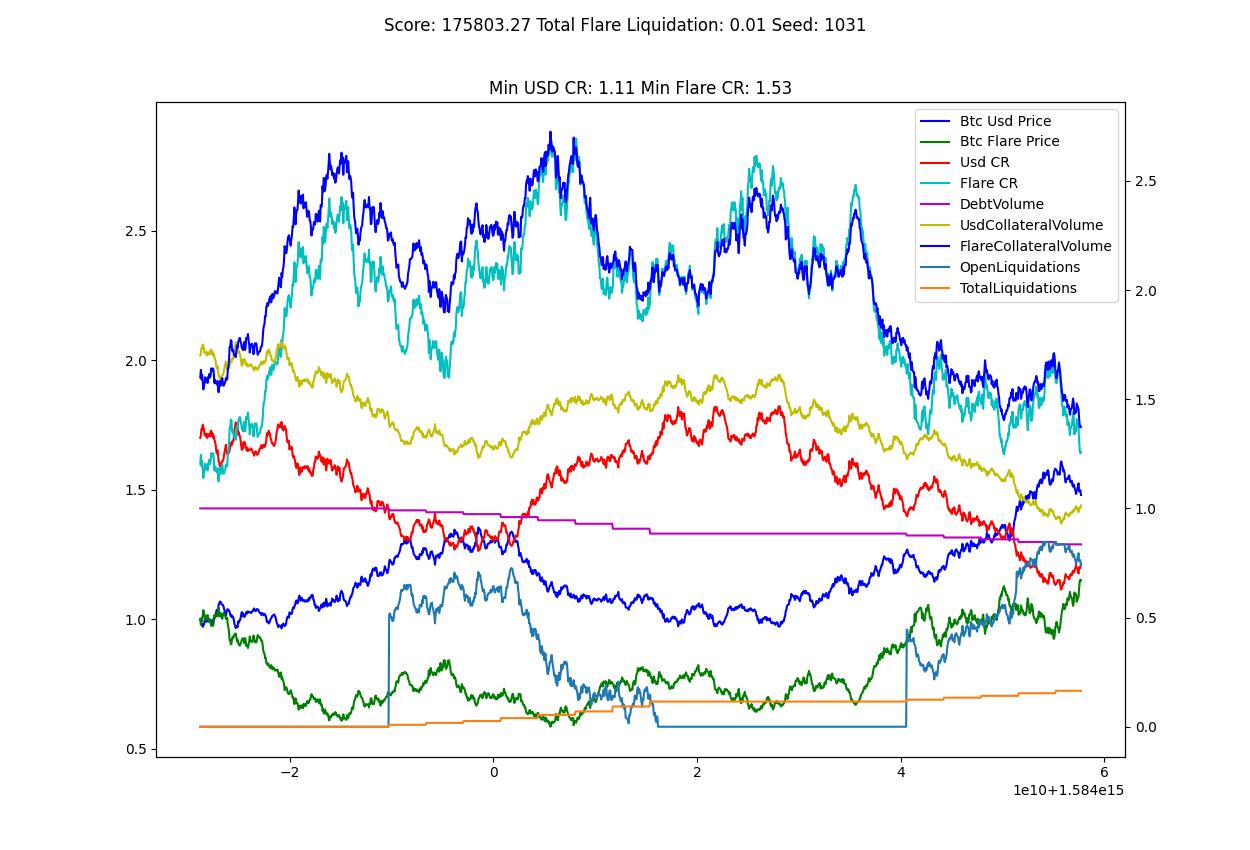 Score: 175803.27 Total Flare Liquidation: 0.01 Seed: 1031
Min USD CR: 1.11 Min Flare CR: 1.53
Btc Usd Price
Btc Flare Price
Usd CR
Flare CR
DebtVolume
UsdCollateralVolume
FlareCollateralVolume
OpenLiquidations
TotalLiquidations
2.5
2.0
1.5
1.0
0.5
2.5
2.0
1.5
1.0
0.5
0.0
−2
0
2
4
6
1e10+1.584e15